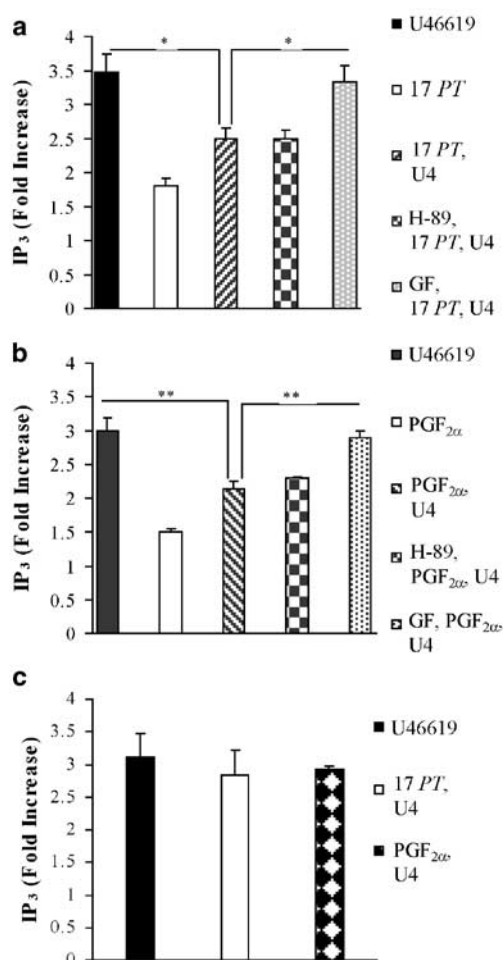 a
IP₃ (Fold Increase)
4
3.5
3
2.5
2
1.5
1
0.5
0
*
*
U46619
17 PT
17 PT,
U4
H-89,
17 PT, U4
GF,
17 PT, U4
b
IP₃ (Fold Increase)
4
3.5
3
2.5
2
1.5
1
0.5
0
**
**
U46619
PGF₂α
PGF₂α,
U4
H-89,
PGF₂α, U4
GF, PGF₂α,
U4
c
IP₃ (Fold Increase)
4
3.5
3
2.5
2
1.5
1
0.5
0
U46619
17 PT,
U4
PGF₂α,
U4